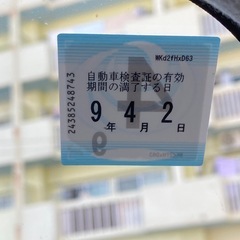 WKd2fHxD63
自動車検査証の有効
期間の満了する日
9 4 2
年 月 日
24385248743